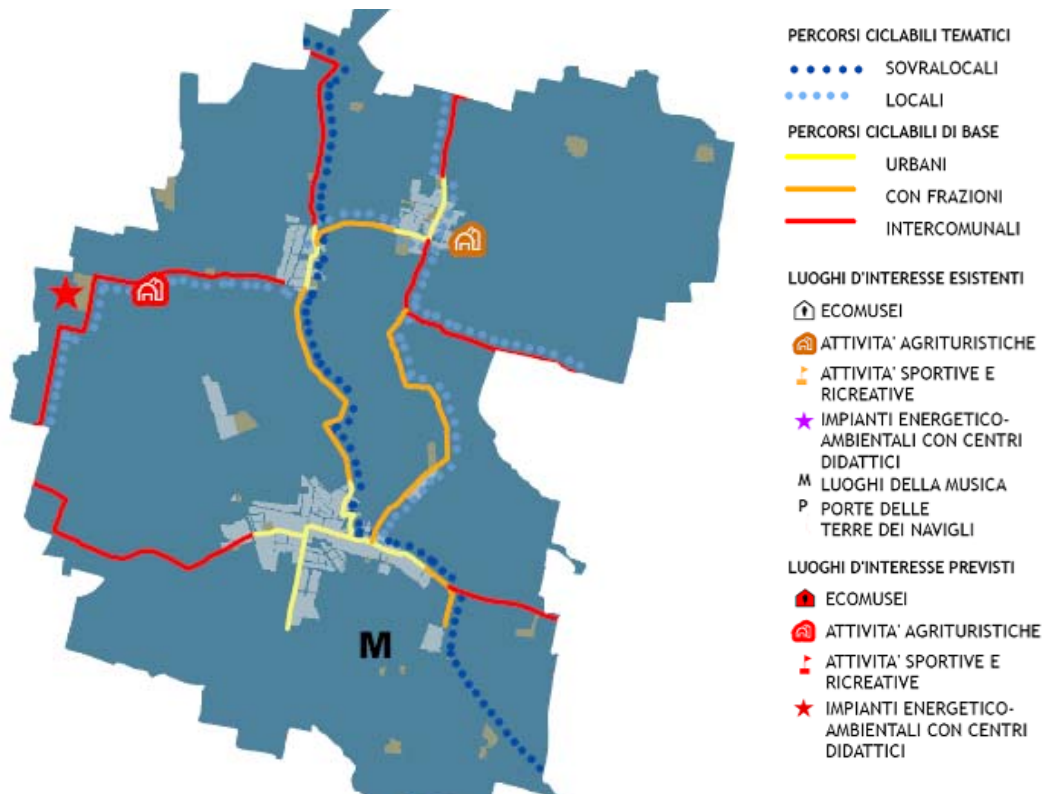 PERCORSI CICLABILI TEMATICI
SOVRALOCALI
LOCALI
PERCORSI CICLABILI DI BASE
URBANI
CON FRAZIONI
INTERCOMUNALI
LUOGHI D'INTERESSE ESISTENTI
ECOMUSEI
ATTIVITA' AGRITURISTICHE
ATTIVITA' SPORTIVE E
RICREATIVE
IMPIANTI ENERGETICO-
AMBIENTALI CON CENTRI
DIDATTICI
M LUOGHI DELLA MUSICA
P PORTE DELLE
TERRE DEI NAVIGLI
LUOGHI D'INTERESSE PREVISTI
ECOMUSEI
ATTIVITA' AGRITURISTICHE
ATTIVITA' SPORTIVE E
RICREATIVE
IMPIANTI ENERGETICO-
AMBIENTALI CON CENTRI
DIDATTICI
M